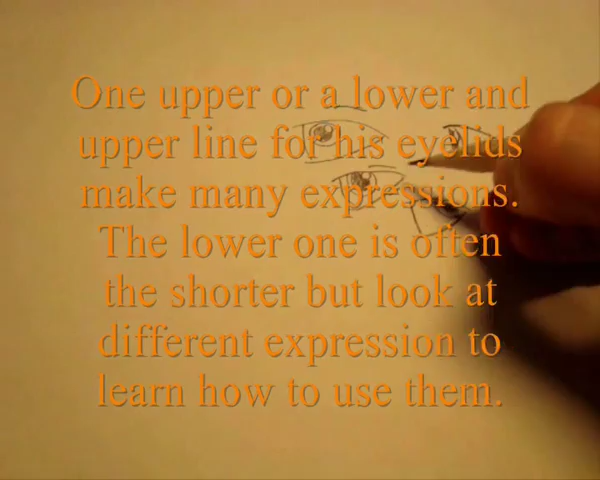 One upper or a lower and
upper line for his eyelids
make many expressions.
The lower one is often
the shorter but look at
different expression to
learn how to use them.